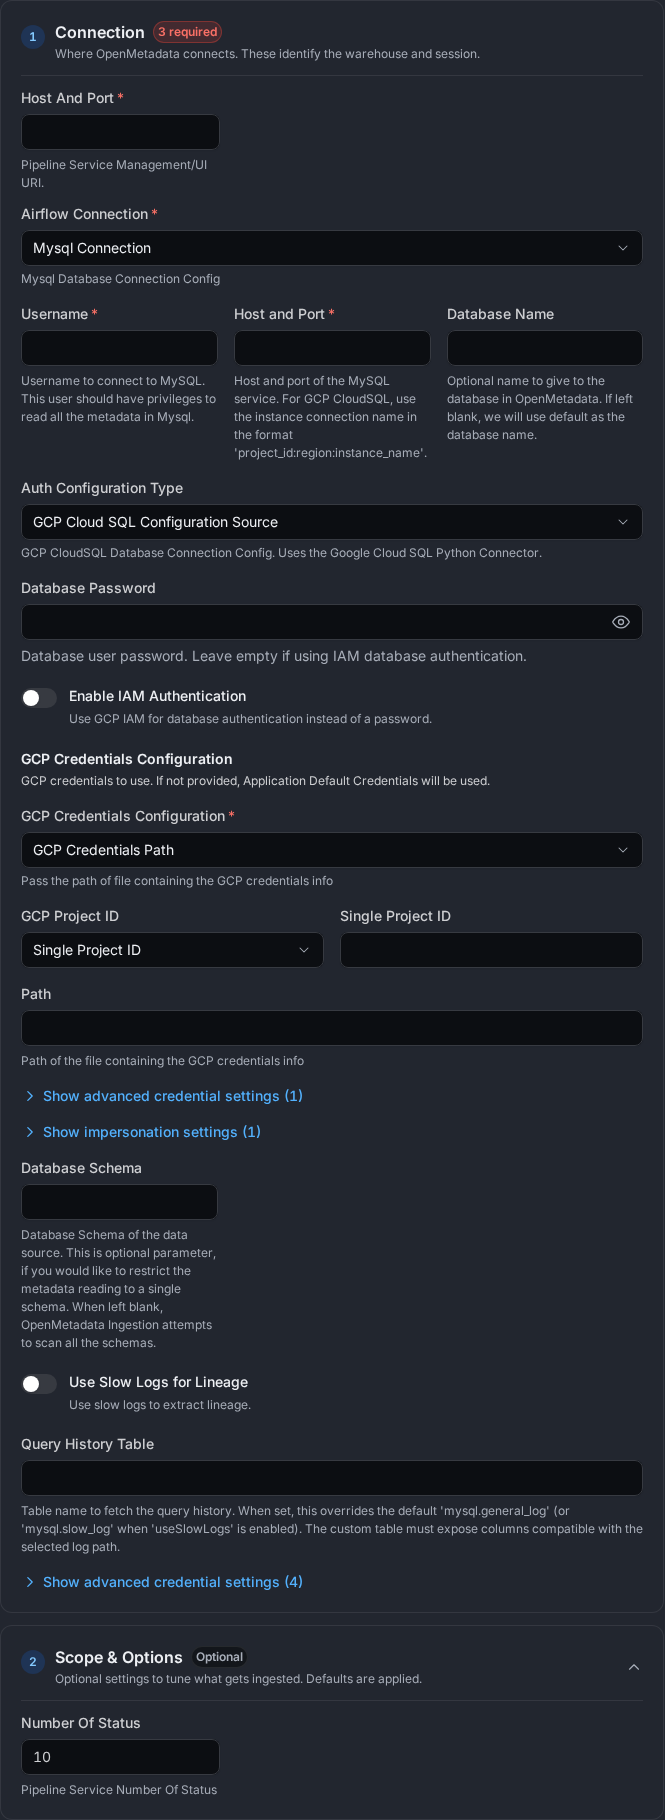 1
Connection 3 required
Where OpenMetadata connects. These identify the warehouse and session.
Host And Port *
Pipeline Service Management/UI
URI.
Airflow Connection *
Mysql Connection
Mysql Database Connection Config
Username *
Username to connect to MySQL.
This user should have privileges to
read all the metadata in Mysql.
Host and Port *
Host and port of the MySQL
service. For GCP CloudSQL, use
the instance connection name in
the format
'project_id:region:instance_name'.
Database Name
Optional name to give to the
database in OpenMetadata. If left
blank, we will use default as the
database name.
Auth Configuration Type
GCP Cloud SQL Configuration Source
GCP CloudSQL Database Connection Config. Uses the Google Cloud SQL Python Connector.
Database Password
Database user password. Leave empty if using IAM database authentication.
Enable IAM Authentication
Use GCP IAM for database authentication instead of a password.
GCP Credentials Configuration
GCP credentials to use. If not provided, Application Default Credentials will be used.
GCP Credentials Configuration *
GCP Credentials Path
Pass the path of file containing the GCP credentials info
GCP Project ID
Single Project ID
Single Project ID
Path
Path of the file containing the GCP credentials info
Show advanced credential settings (1)
Show impersonation settings (1)
Database Schema
Database Schema of the data
source. This is optional parameter,
if you would like to restrict the
metadata reading to a single
schema. When left blank,
OpenMetadata Ingestion attempts
to scan all the schemas.
Use Slow Logs for Lineage
Use slow logs to extract lineage.
Query History Table
Table name to fetch the query history. When set, this overrides the default 'mysql.general_log' (or
'mysql.slow_log' when 'useSlowLogs' is enabled). The custom table must expose columns compatible with the
selected log path.
Show advanced credential settings (4)
2
Scope & Options Optional
Optional settings to tune what gets ingested. Defaults are applied.
Number Of Status
10
Pipeline Service Number Of Status